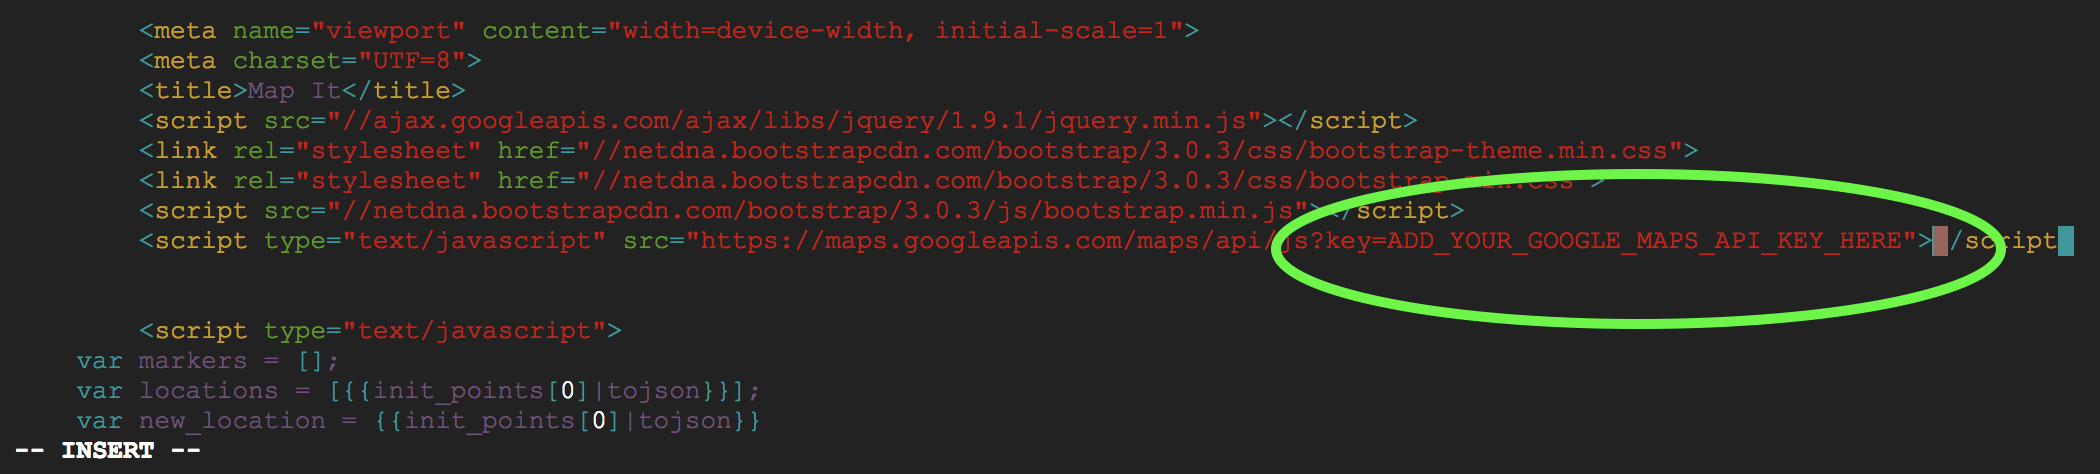 <meta name="viewport" content="width=device-width, initial-scale=1">
<meta charset="UTF=8">
<title>Map It</title>
<script src="//ajax.googleapis.com/ajax/libs/jquery/1.9.1/jquery.min.js"></script>
<link rel="stylesheet" href="//netdna.bootstrapcdn.com/bootstrap/3.0.3/css/bootstrap-theme.min.css">
<link rel="stylesheet" href="//netdna.bootstrapcdn.com/bootstrap/3.0.3/css/bootstrap.min.css">
<script src="//netdna.bootstrapcdn.com/bootstrap/3.0.3/js/bootstrap.min.js"></script>
<script type="text/javascript" src="https://maps.googleapis.com/maps/api/js?key=ADD_YOUR_GOOGLE_MAPS_API_KEY_HERE"></script>
<script type="text/javascript">
var markers = [];
var locations = [{{init_points[0]|tojson}}];
var new_location = {{init_points[0]|tojson}}
-- INSERT --